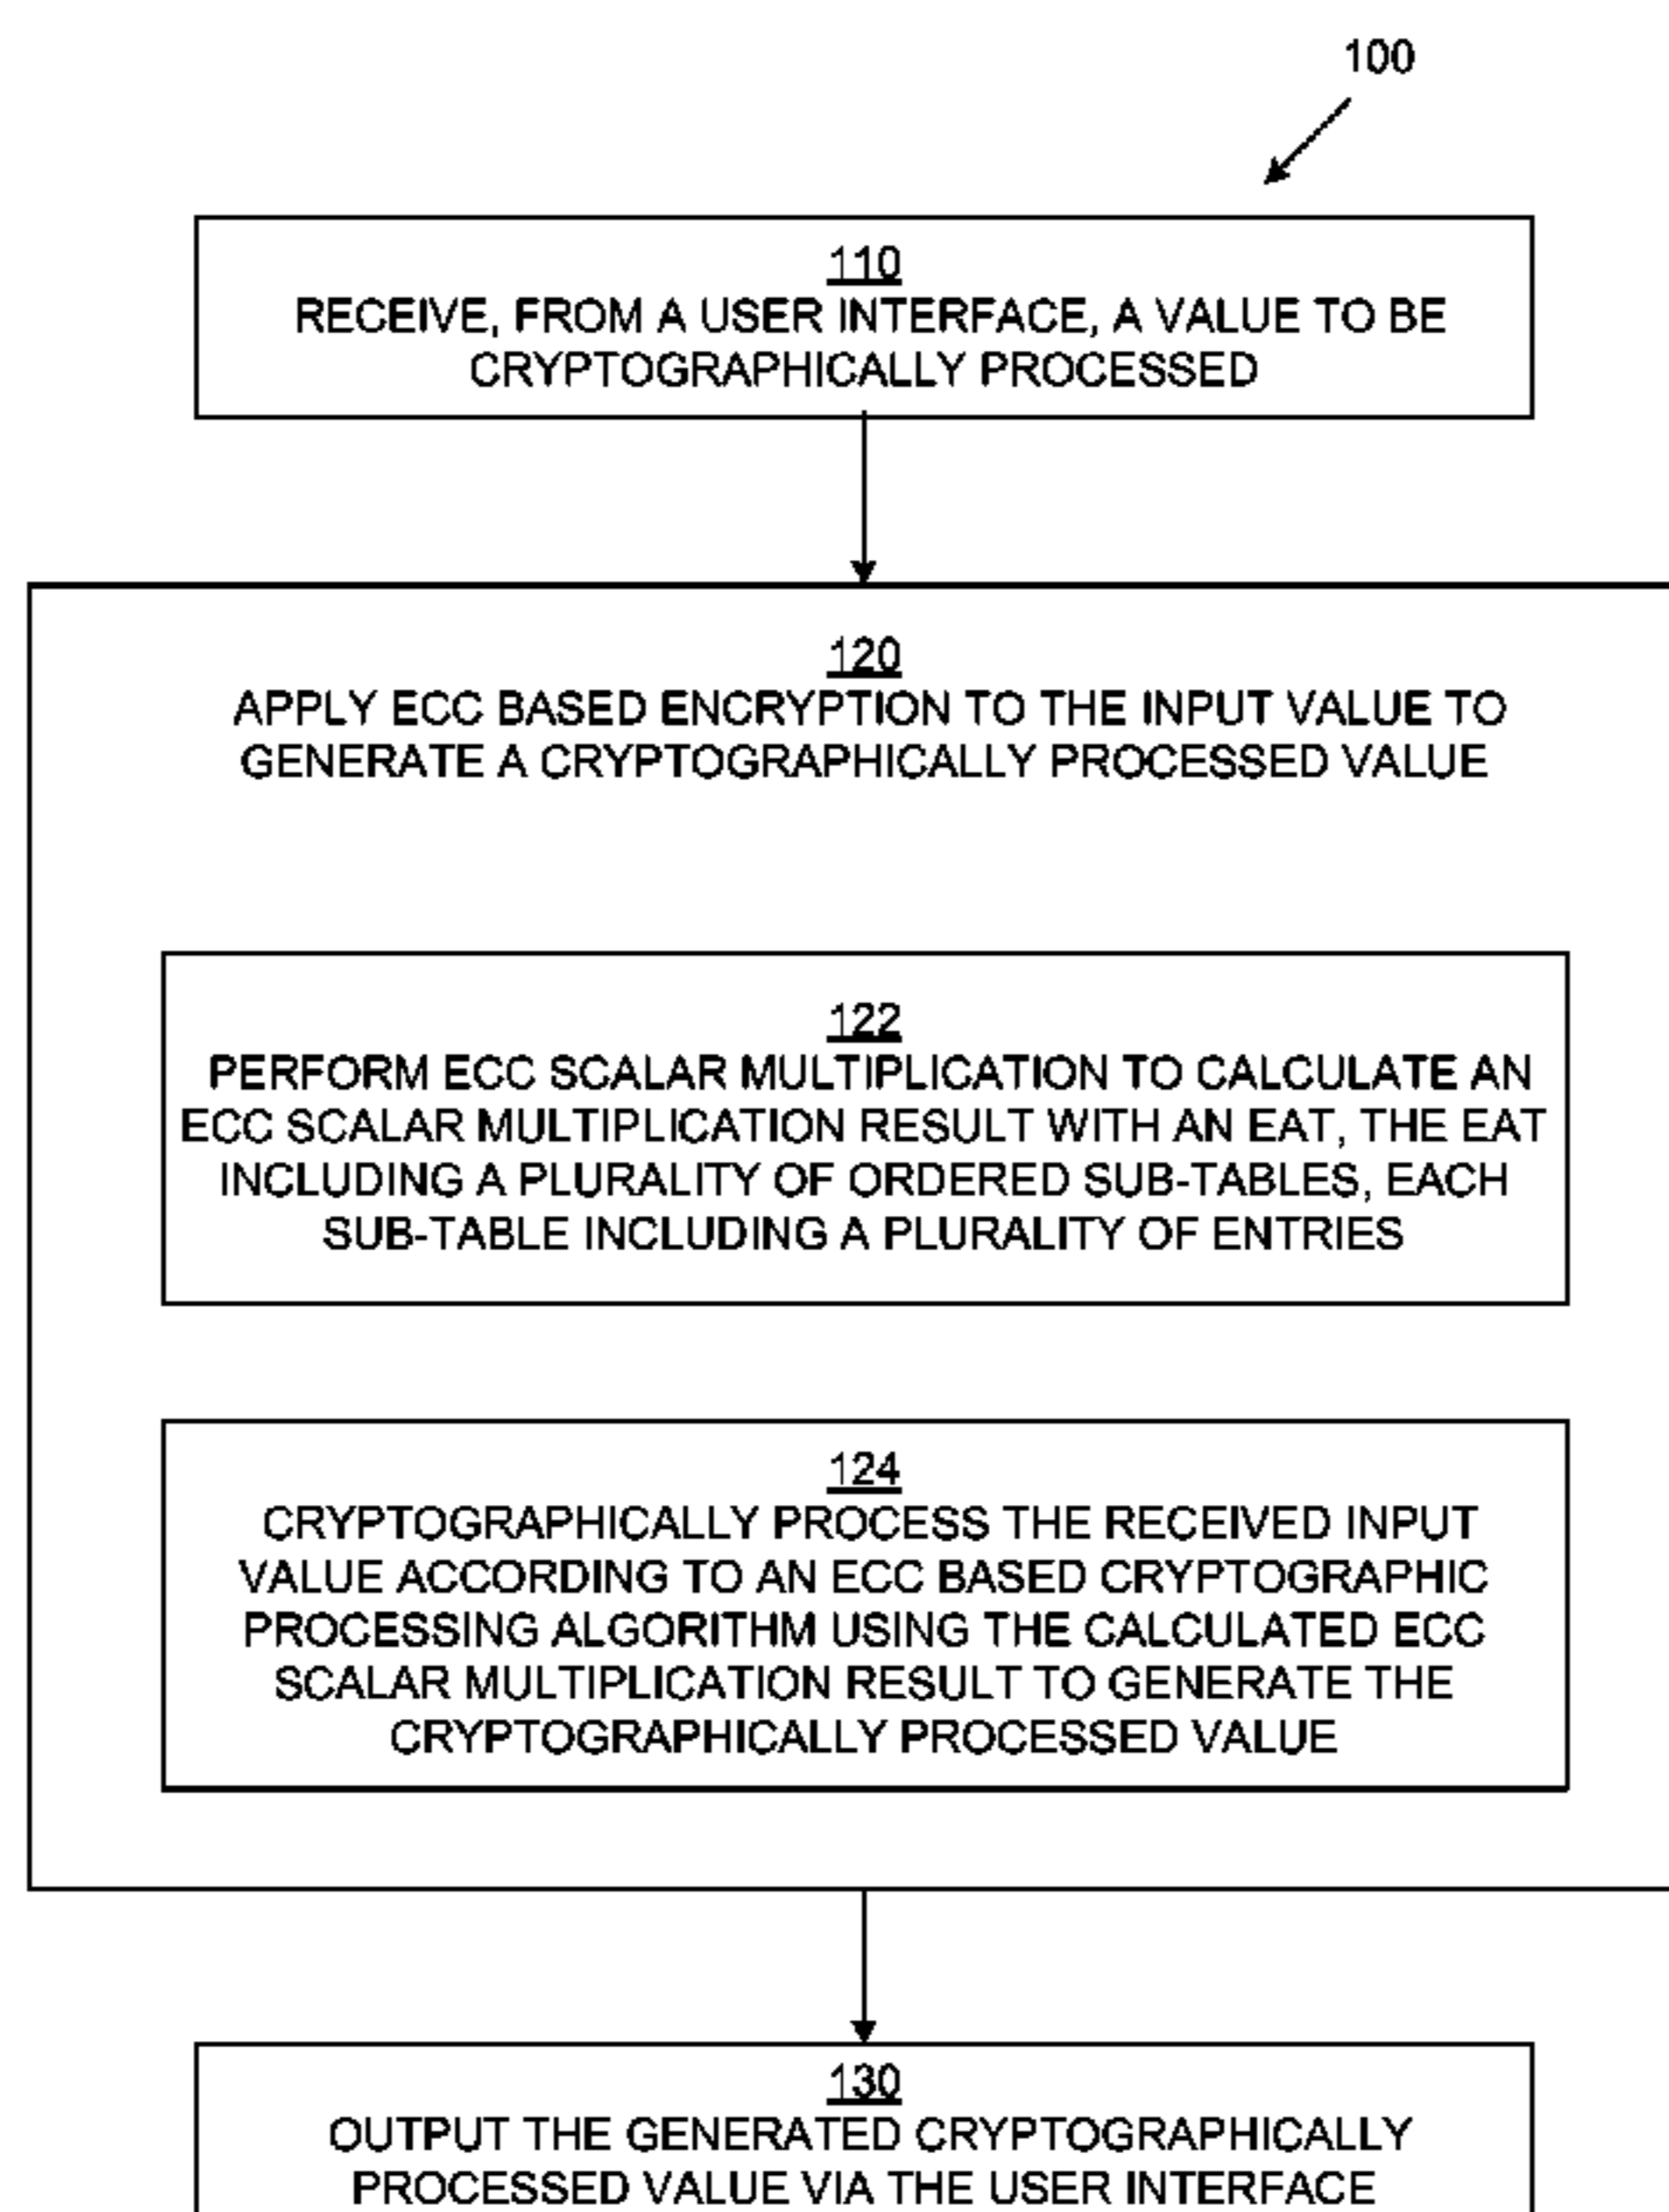 100
110
RECEIVE, FROM A USER INTERFACE, A VALUE TO BE
CRYPTOGRAPHICALLY PROCESSED
120
APPLY ECC BASED ENCRYPTION TO THE INPUT VALUE TO
GENERATE A CRYPTOGRAPHICALLY PROCESSED VALUE
122
PERFORM ECC SCALAR MULTIPLICATION TO CALCULATE AN
ECC SCALAR MULTIPLICATION RESULT WITH AN EAT, THE EAT
INCLUDING A PLURALITY OF ORDERED SUB-TABLES, EACH
SUB-TABLE INCLUDING A PLURALITY OF ENTRIES
124
CRYPTOGRAPHICALLY PROCESS THE RECEIVED INPUT
VALUE ACCORDING TO AN ECC BASED CRYPTOGRAPHIC
PROCESSING ALGORITHM USING THE CALCULATED ECC
SCALAR MULTIPLICATION RESULT TO GENERATE THE
CRYPTOGRAPHICALLY PROCESSED VALUE
130
OUTPUT THE GENERATED CRYPTOGRAPHICALLY
PROCESSED VALUE VIA THE USER INTERFACE